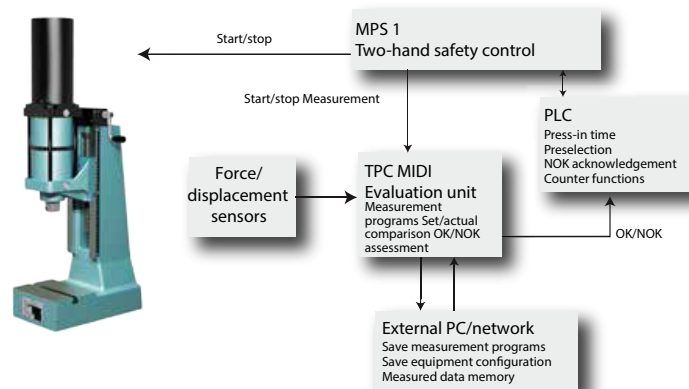 MPS 1
Two-hand safety control
Start/stop
Start/stop Measurement
PLC
Press-in time
Preselection
NOK acknowledgement
Counter functions
Force/
displacement
sensors
TPC MIDI
Evaluation unit
Measurement
programs Set/actual
comparison OK/NOK
assessment
OK/NOK
External PC/network
Save measurement programs
Save equipment configuration
Measured data memory